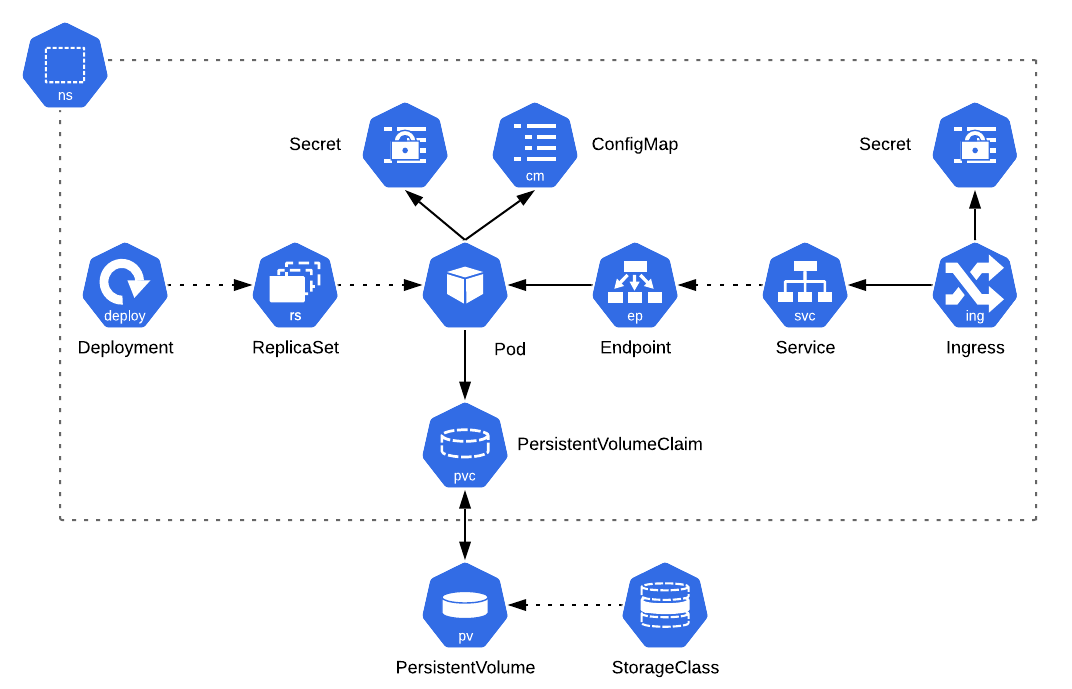 ns
Secret
cm
ConfigMap
Secret
deploy
rs
ep
svc
ing
Deployment
ReplicaSet
Pod
Endpoint
Service
Ingress
PersistentVolumeClaim
pvc
pv
PersistentVolume
StorageClass